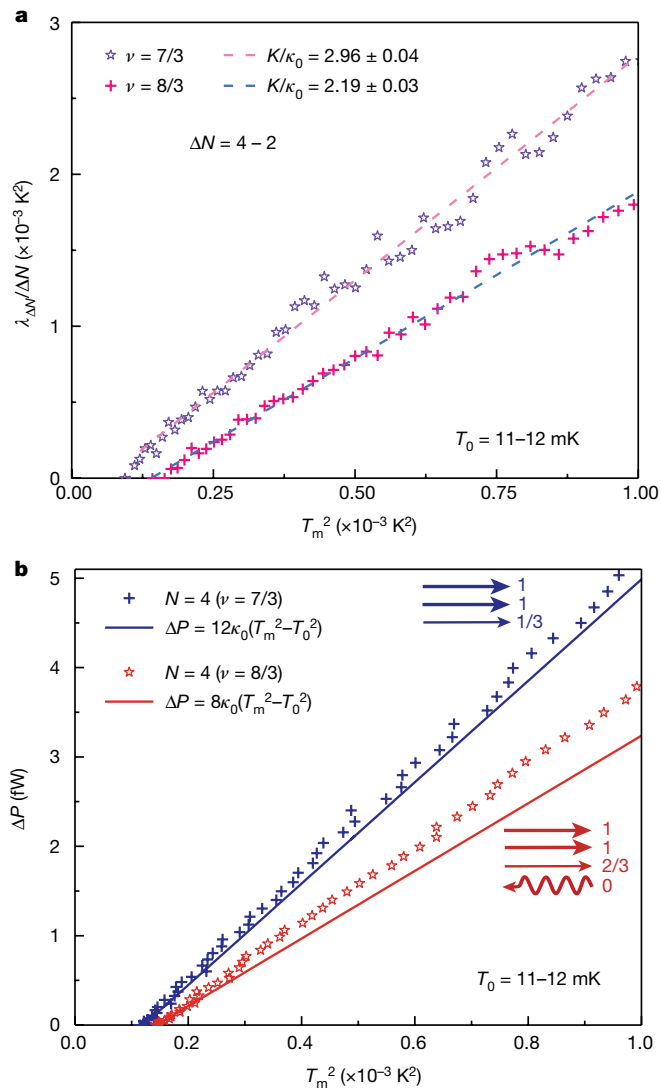 a
3
2
1
0
λΔN/ΔN (×10⁻³ K²)
ν = 7/3
K/κ₀ = 2.96 ± 0.04
ν = 8/3
K/κ₀ = 2.19 ± 0.03
ΔN = 4 – 2
T₀ = 11–12 mK
0.00
0.25
0.50
0.75
1.00
Tₘ² (×10⁻³ K²)
b
5
4
3
2
1
0
ΔP (fW)
N = 4 (ν = 7/3)
ΔP = 12κ₀(Tₘ²–T₀²)
N = 4 (ν = 8/3)
ΔP = 8κ₀(Tₘ²–T₀²)
1
1
1/3
1
1
2/3
0
T₀ = 11–12 mK
0.0
0.2
0.4
0.6
0.8
1.0
Tₘ² (×10⁻³ K²)